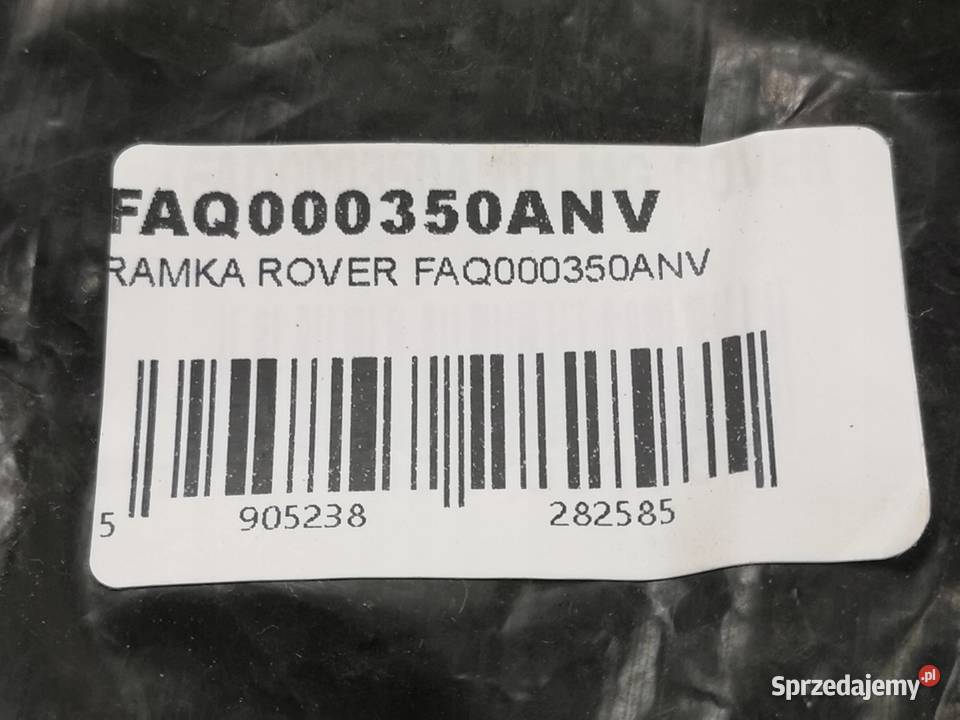 FAQ000350ANV
RAMKA ROVER FAQ000350ANV
5 905238 282585
Sprzedajemy.pl